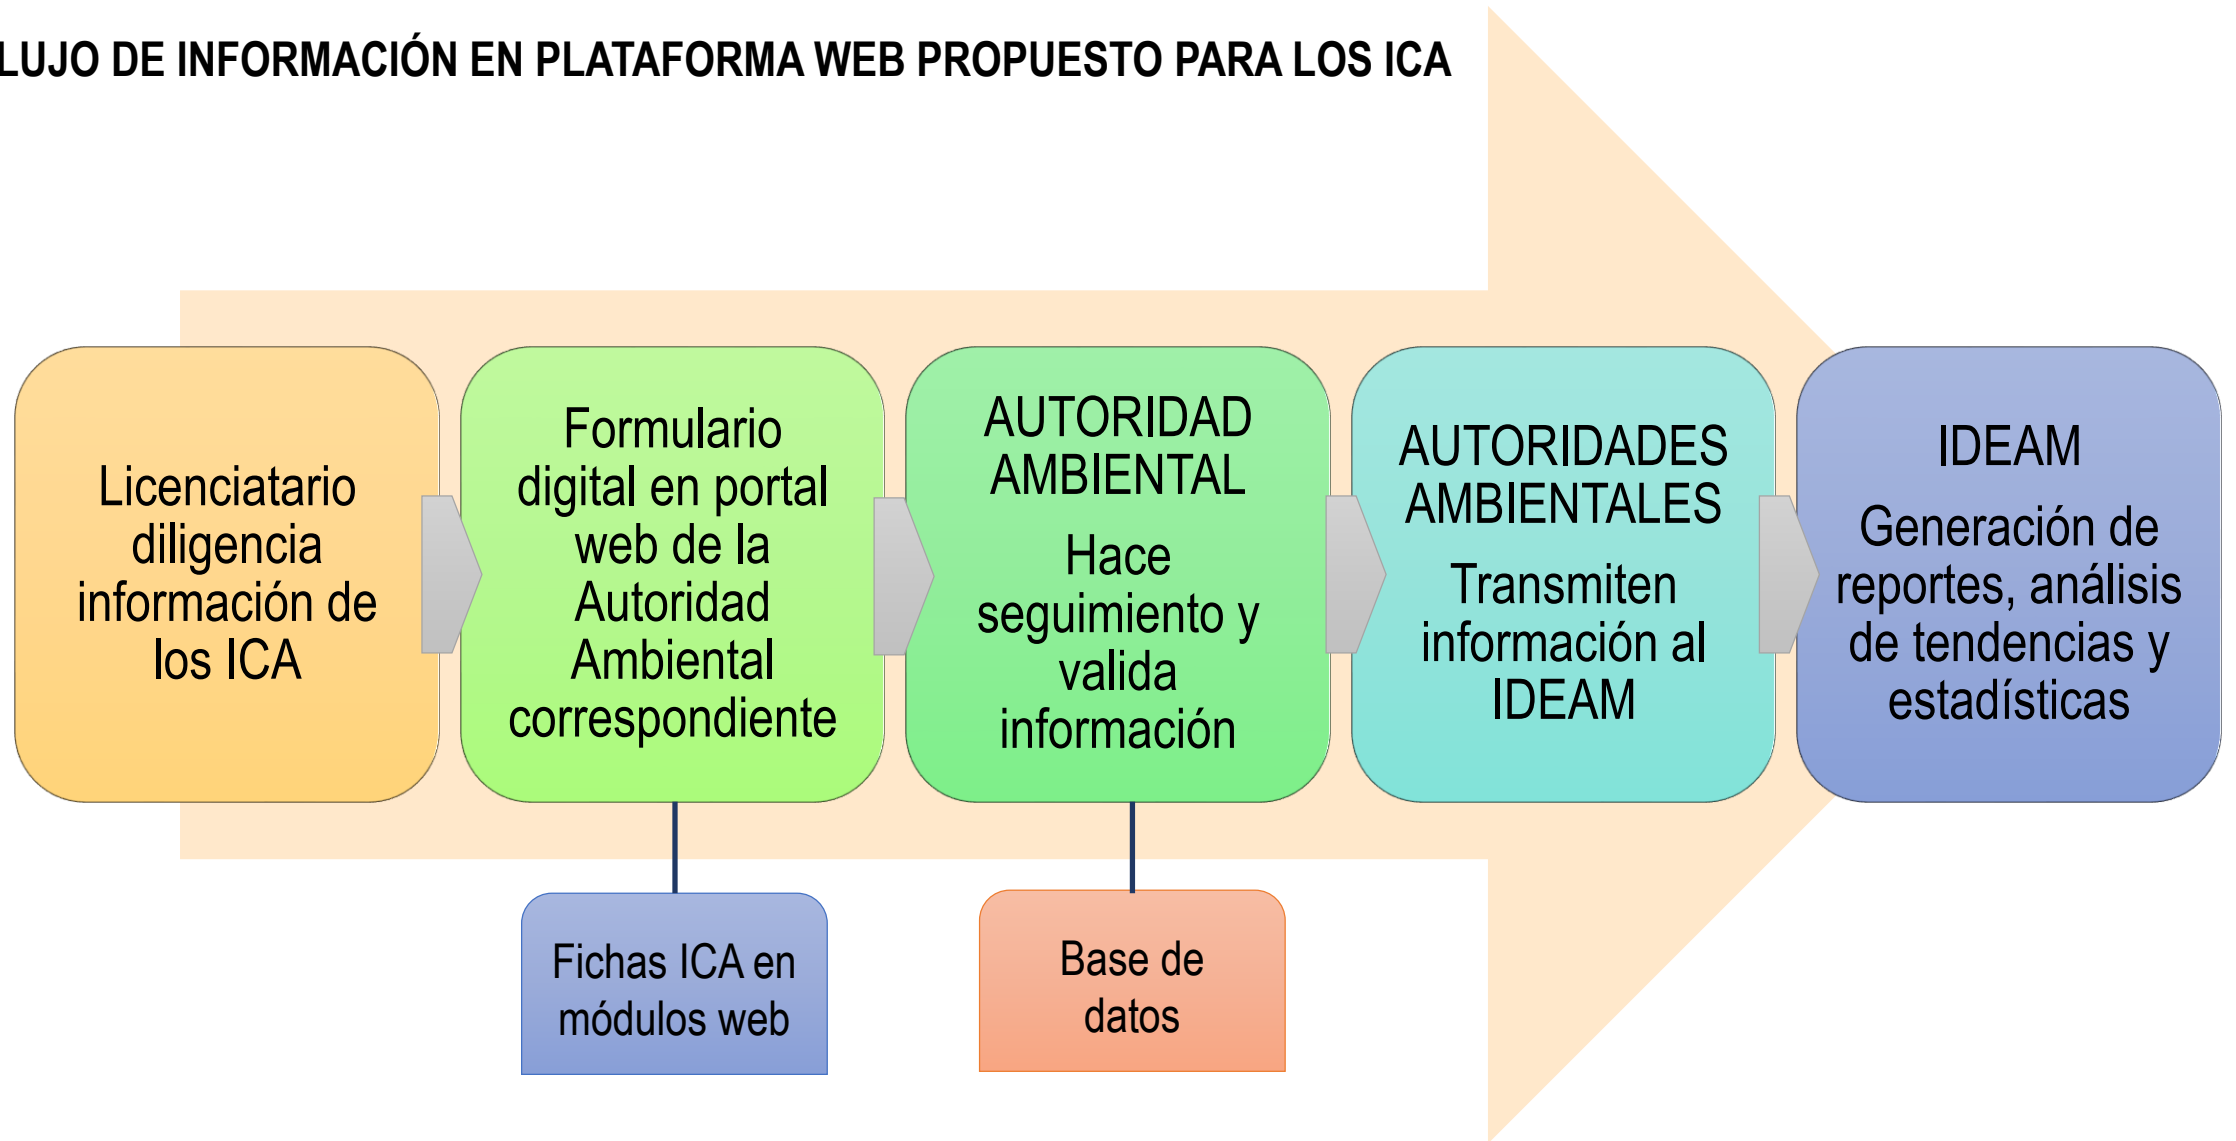 LUJO DE INFORMACIÓN EN PLATAFORMA WEB PROPUESTO PARA LOS ICA
Licenciatario
diligencia
información de
los ICA
Formulario
digital en portal
web de la
Autoridad
Ambiental
correspondiente
AUTORIDAD
AMBIENTAL
Hace
seguimiento y
valida
información
AUTORIDADES
AMBIENTALES
Transmiten
información al
IDEAM
IDEAM
Generación de
reportes, análisis
de tendencias y
estadísticas
Fichas ICA en
módulos web
Base de
datos